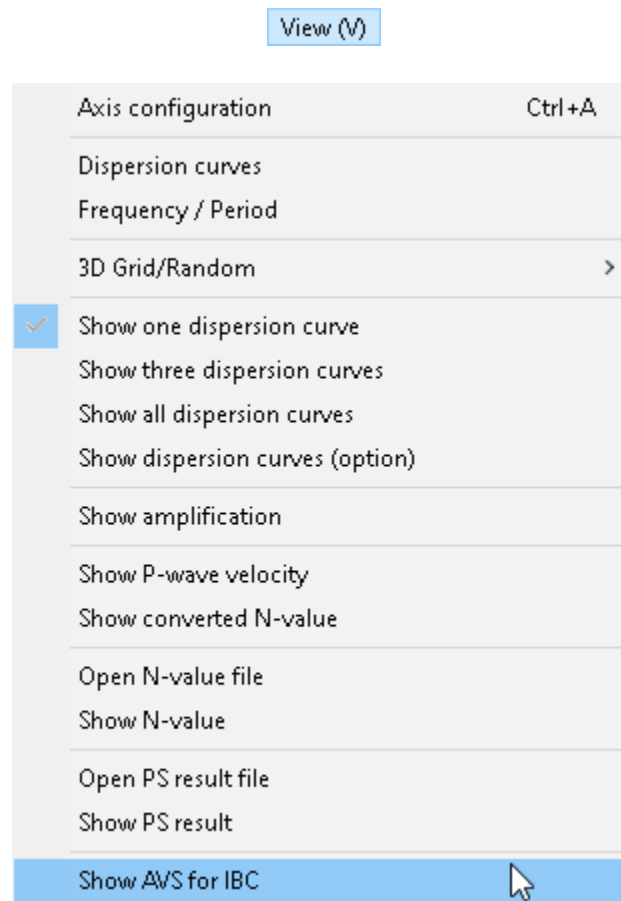 View (V)
Axis configuration Ctrl+A
Dispersion curves
Frequency / Period
3D Grid/Random
Show one dispersion curve
Show three dispersion curves
Show all dispersion curves
Show dispersion curves (option)
Show amplification
Show P-wave velocity
Show converted N-value
Open N-value file
Show N-value
Open PS result file
Show PS result
Show AVS for IBC